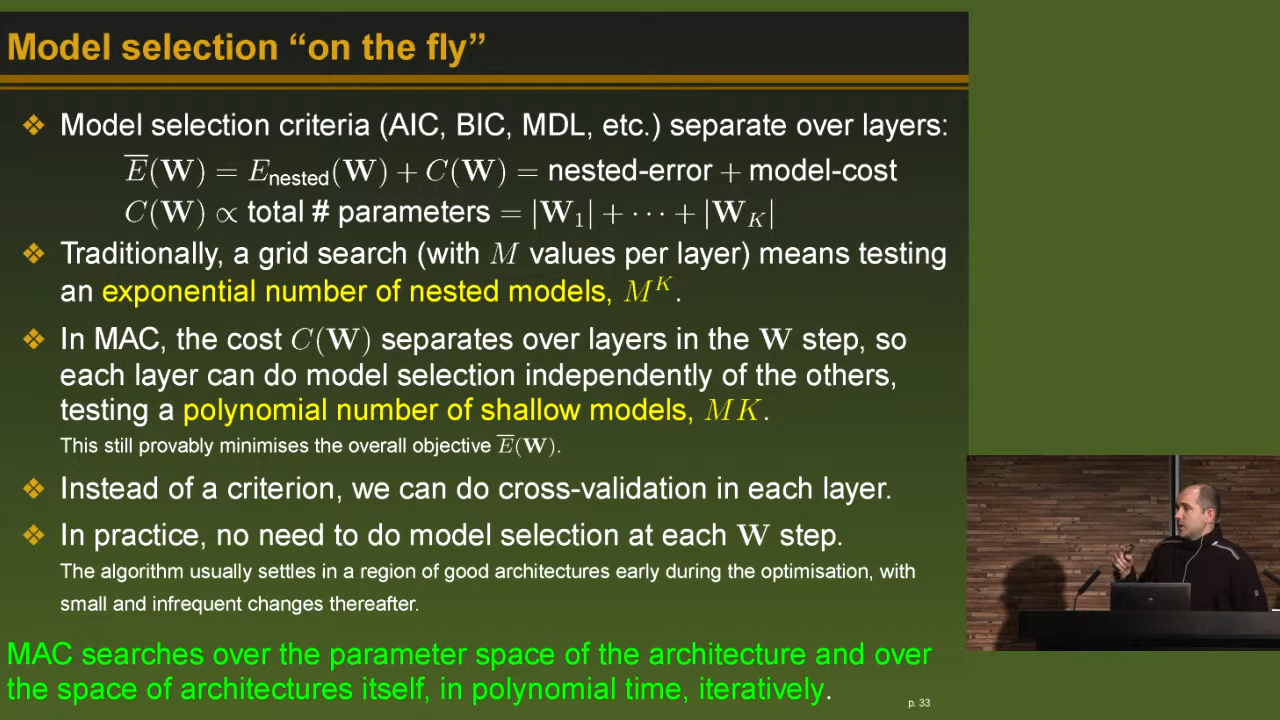 Model selection “on the fly”
❖ Model selection criteria (AIC, BIC, MDL, etc.) separate over layers:
E̅(W) = E_nested(W) + C(W) = nested-error + model-cost
C(W) ∝ total # parameters = |W₁| + ⋯ + |W_K|
❖ Traditionally, a grid search (with M values per layer) means testing
an exponential number of nested models, M^K.
❖ In MAC, the cost C(W) separates over layers in the W step, so
each layer can do model selection independently of the others,
testing a polynomial number of shallow models, MK.
This still provably minimises the overall objective E̅(W).
❖ Instead of a criterion, we can do cross-validation in each layer.
❖ In practice, no need to do model selection at each W step.
The algorithm usually settles in a region of good architectures early during the optimisation, with
small and infrequent changes thereafter.
MAC searches over the parameter space of the architecture and over
the space of architectures itself, in polynomial time, iteratively.
p. 33